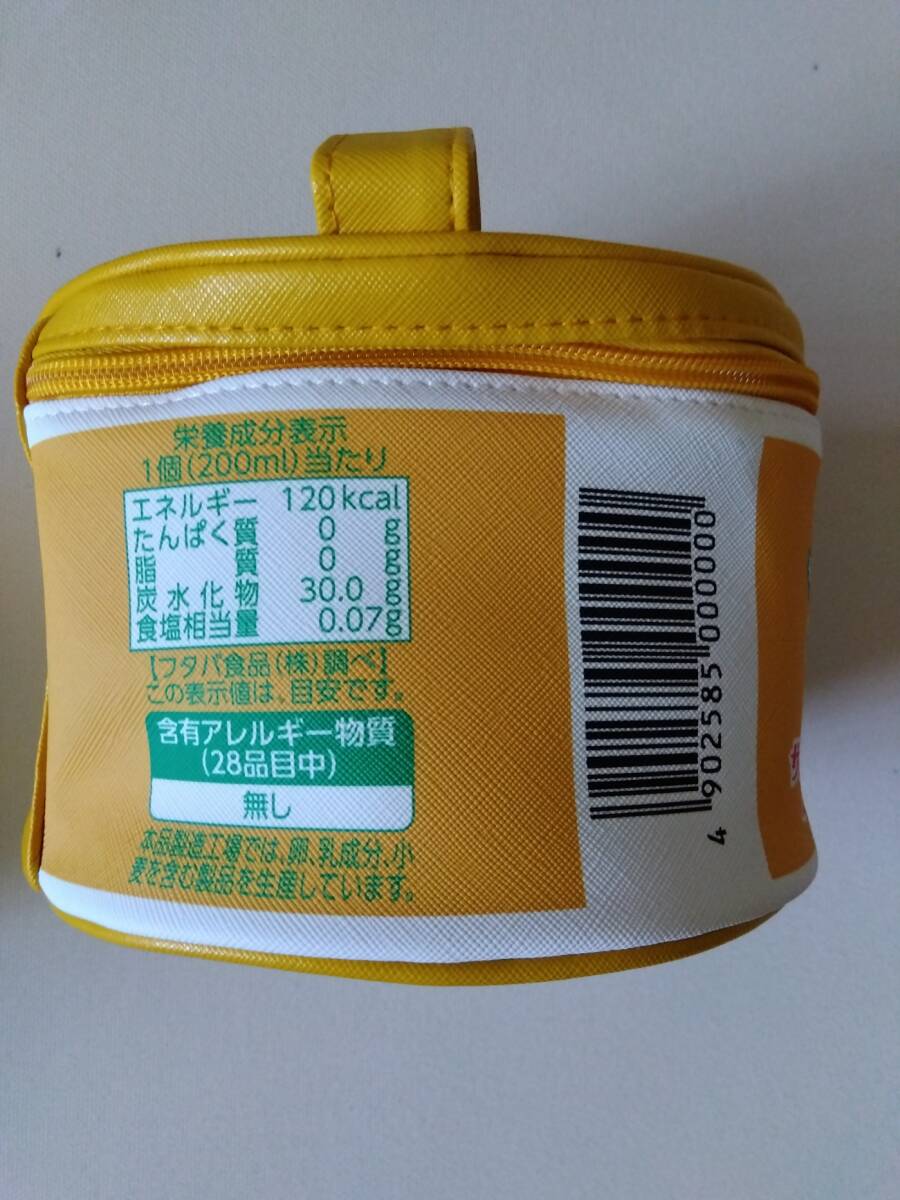 栄養成分表示
1個(200ml)当たり
エネルギー 120kcal
たんぱく質 0 g
脂質 0 g
炭水化物 30.0 g
食塩相当量 0.07g
【フタバ食品(株)調べ】
この表示値は、目安です。
含有アレルギー物質
(28品目中)
無し
本品製造工場では、卵、乳成分、小
麦を含む製品を生産しています。
4 902585 000000